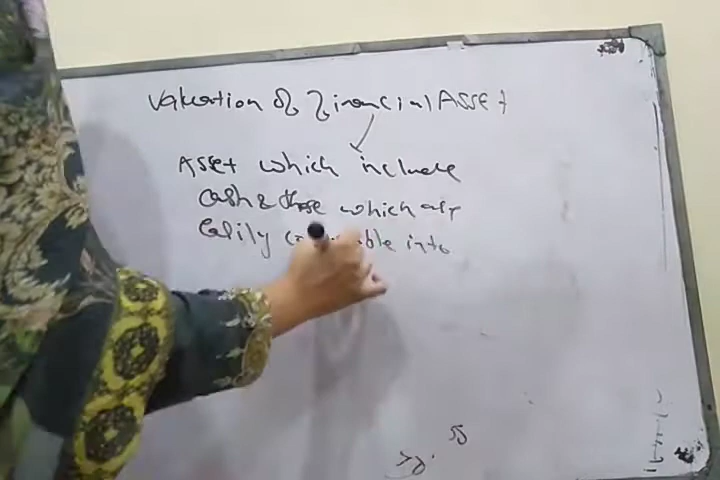 Valuation of Financial Asset
Asset which include
cash & those which are
easily into